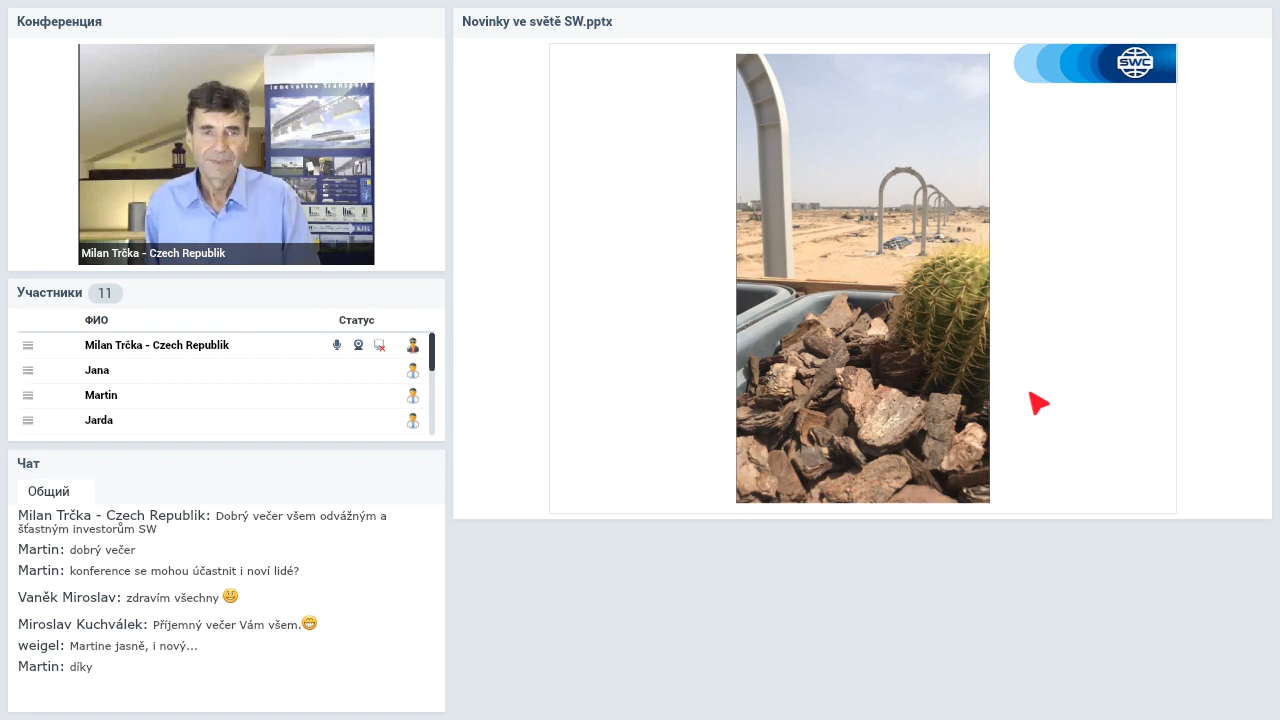 Конференция
innovative transport
Milan Trčka - Czech Republik
Участники 11
ФИО Статус
Milan Trčka - Czech Republik
Jana
Martin
Jarda
Чат
Общий
Milan Trčka - Czech Republik: Dobrý večer všem odvážným a
šťastným investorům SW
Martin: dobrý večer
Martin: konference se mohou účastnit i noví lidé?
Vaněk Miroslav: zdravím všechny
Miroslav Kuchválek: Příjemný večer Vám všem.
weigel: Martine jasně, i nový...
Martin: díky
Novinky ve světě SW.pptx
SWC